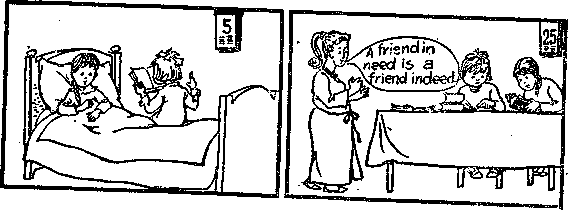 5
25
A friend in
need is a
friend indeed.